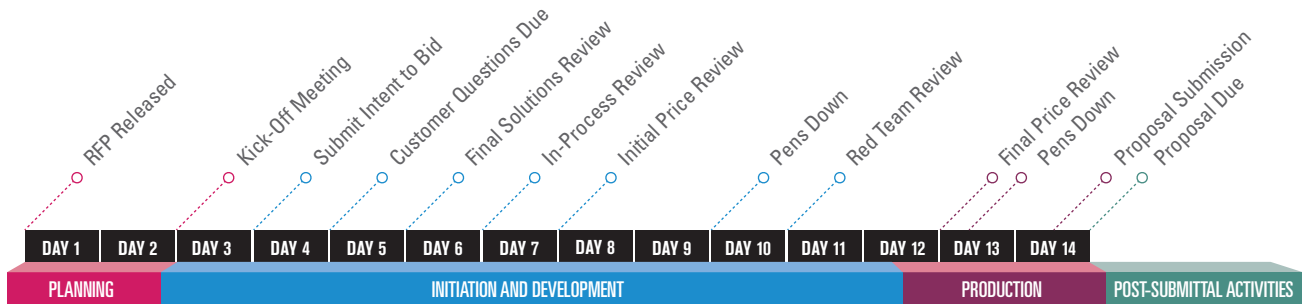 RFP Released
Kick-Off Meeting
Submit Intent to Bid
Customer Questions Due
Final Solutions Review
In-Process Review
Initial Price Review
Pens Down
Red Team Review
Final Price Review
Pens Down
Proposal Submission
Proposal Due
DAY 1
DAY 2
DAY 3
DAY 4
DAY 5
DAY 6
DAY 7
DAY 8
DAY 9
DAY 10
DAY 11
DAY 12
DAY 13
DAY 14
PLANNING
INITIATION AND DEVELOPMENT
PRODUCTION
POST-SUBMITTAL ACTIVITIES